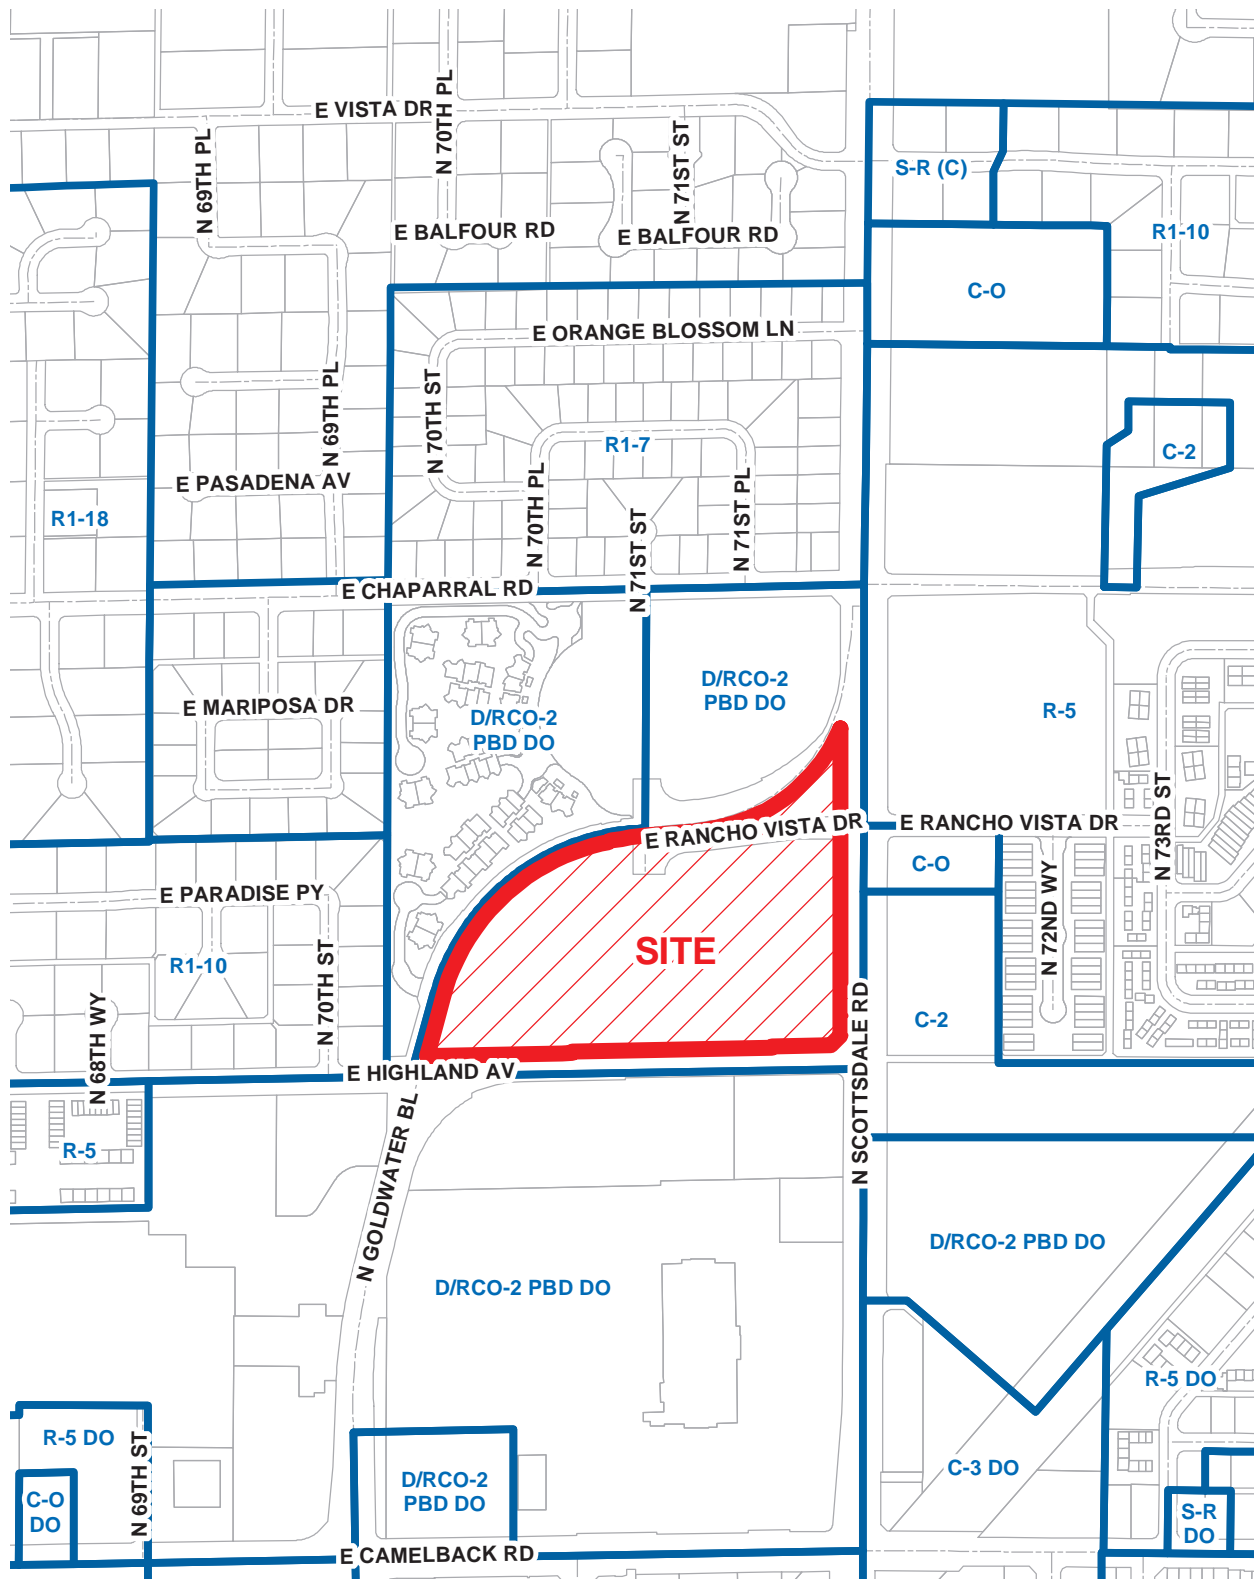 E VISTA DR
N 70TH PL
N 69TH PL
N 71ST ST
S-R (C)
E BALFOUR RD
E BALFOUR RD
R1-10
C-O
E ORANGE BLOSSOM LN
N 70TH ST
N 69TH PL
R1-7
C-2
E PASADENA AV
N 70TH PL
N 71ST ST
N 71ST PL
R1-18
E CHAPARRAL RD
D/RCO-2
PBD DO
E MARIPOSA DR
D/RCO-2
PBD DO
R-5
N 73RD ST
E RANCHO VISTA DR
E RANCHO VISTA DR
C-O
E PARADISE PY
N 72ND WY
SITE
R1-10
N 70TH ST
C-2
N 68TH WY
E HIGHLAND AV
N SCOTTSDALE RD
R-5
N GOLDWATER BL
D/RCO-2 PBD DO
D/RCO-2 PBD DO
R-5 DO
R-5 DO
N 69TH ST
C-3 DO
D/RCO-2
PBD DO
C-O
DO
S-R
DO
E CAMELBACK RD